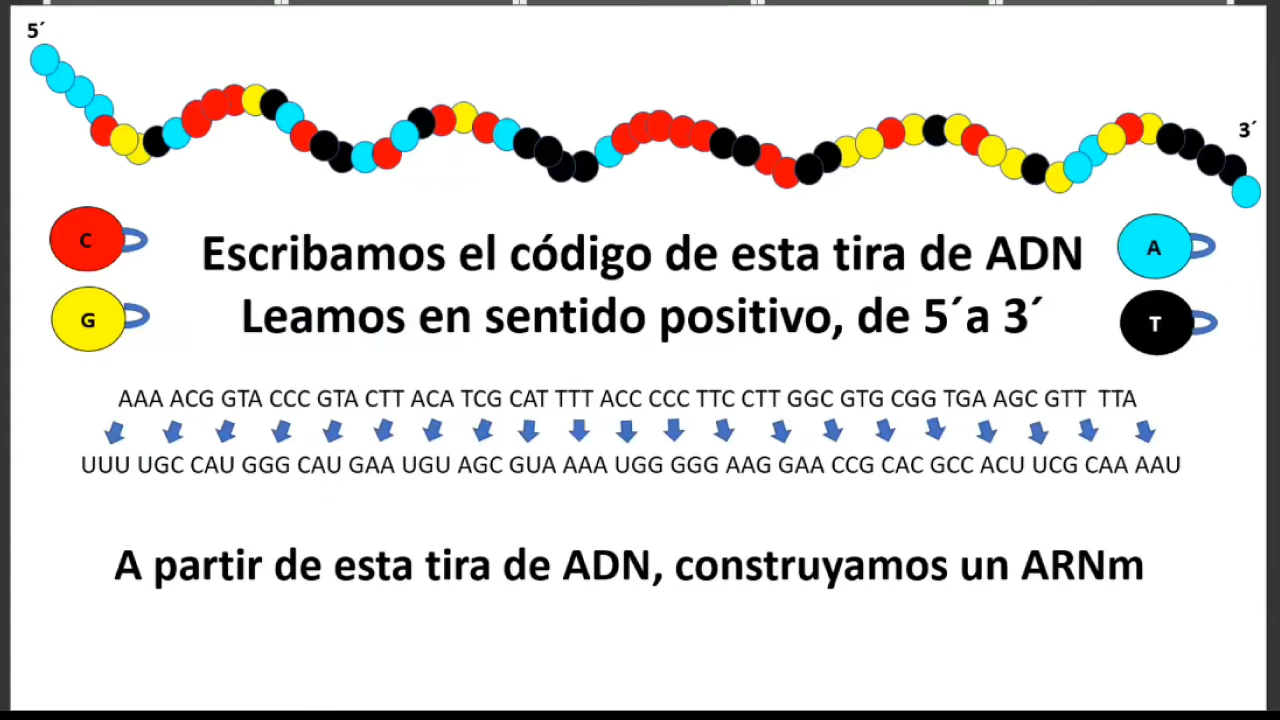 5´
3´
C
Escribamos el código de esta tira de ADN
A
G
Leamos en sentido positivo, de 5´a 3´
T
AAA ACG GTA CCC GTA CTT ACA TCG CAT TTT ACC CCC TTC CTT GGC GTG CGG TGA AGC GTT TTA
UUU UGC CAU GGG CAU GAA UGU AGC GUA AAA UGG GGG AAG GAA CCG CAC GCC ACU UCG CAA AAU
A partir de esta tira de ADN, construyamos un ARNm